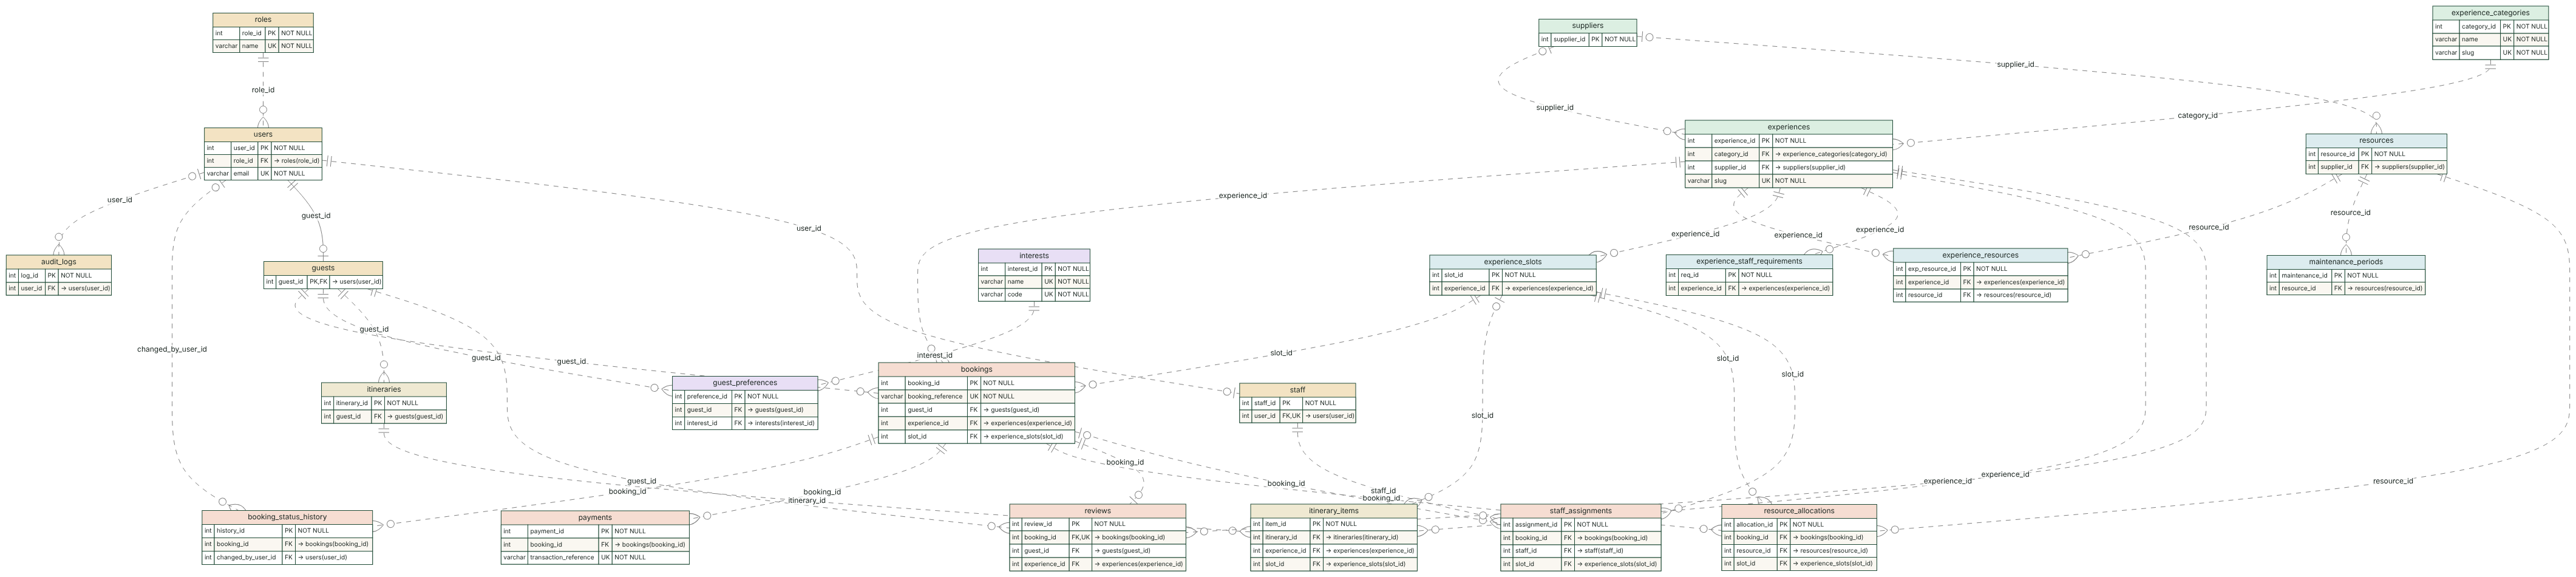 roles
int role_id PK NOT NULL
varchar name UK NOT NULL
suppliers
int supplier_id PK NOT NULL
experience_categories
int category_id PK NOT NULL
varchar name UK NOT NULL
varchar slug UK NOT NULL
supplier_id
role_id
supplier_id
category_id
users
int user_id PK NOT NULL
int role_id FK → roles(role_id)
varchar email UK NOT NULL
experiences
int experience_id PK NOT NULL
int category_id FK → experience_categories(category_id)
int supplier_id FK → suppliers(supplier_id)
varchar slug UK NOT NULL
resources
int resource_id PK NOT NULL
int supplier_id FK → suppliers(supplier_id)
user_id
guest_id
user_id
experience_id
experience_id
experience_id
experience_id
resource_id
resource_id
audit_logs
int log_id PK NOT NULL
int user_id FK → users(user_id)
guests
int guest_id PK,FK → users(user_id)
interests
int interest_id PK NOT NULL
varchar name UK NOT NULL
varchar code UK NOT NULL
experience_slots
int slot_id PK NOT NULL
int experience_id FK → experiences(experience_id)
experience_staff_requirements
int req_id PK NOT NULL
int experience_id FK → experiences(experience_id)
experience_resources
int exp_resource_id PK NOT NULL
int experience_id FK → experiences(experience_id)
int resource_id FK → resources(resource_id)
maintenance_periods
int maintenance_id PK NOT NULL
int resource_id FK → resources(resource_id)
resource_id
changed_by_user_id
guest_id
guest_id
guest_id
interest_id
slot_id
slot_id
slot_id
slot_id
itineraries
int itinerary_id PK NOT NULL
int guest_id FK → guests(guest_id)
guest_preferences
int preference_id PK NOT NULL
int guest_id FK → guests(guest_id)
int interest_id FK → interests(interest_id)
bookings
int booking_id PK NOT NULL
varchar booking_reference UK NOT NULL
int guest_id FK → guests(guest_id)
int experience_id FK → experiences(experience_id)
int slot_id FK → experience_slots(slot_id)
staff
int staff_id PK NOT NULL
int user_id FK,UK → users(user_id)
booking_id
guest_id
booking_id
booking_id
itinerary_id
booking_id
staff_id
booking_id
experience_id
experience_id
resource_id
booking_status_history
int history_id PK NOT NULL
int booking_id FK → bookings(booking_id)
int changed_by_user_id FK → users(user_id)
payments
int payment_id PK NOT NULL
int booking_id FK → bookings(booking_id)
varchar transaction_reference UK NOT NULL
reviews
int review_id PK NOT NULL
int booking_id FK,UK → bookings(booking_id)
int guest_id FK → guests(guest_id)
int experience_id FK → experiences(experience_id)
itinerary_items
int item_id PK NOT NULL
int itinerary_id FK → itineraries(itinerary_id)
int experience_id FK → experiences(experience_id)
int slot_id FK → experience_slots(slot_id)
staff_assignments
int assignment_id PK NOT NULL
int booking_id FK → bookings(booking_id)
int staff_id FK → staff(staff_id)
int slot_id FK → experience_slots(slot_id)
resource_allocations
int allocation_id PK NOT NULL
int booking_id FK → bookings(booking_id)
int resource_id FK → resources(resource_id)
int slot_id FK → experience_slots(slot_id)